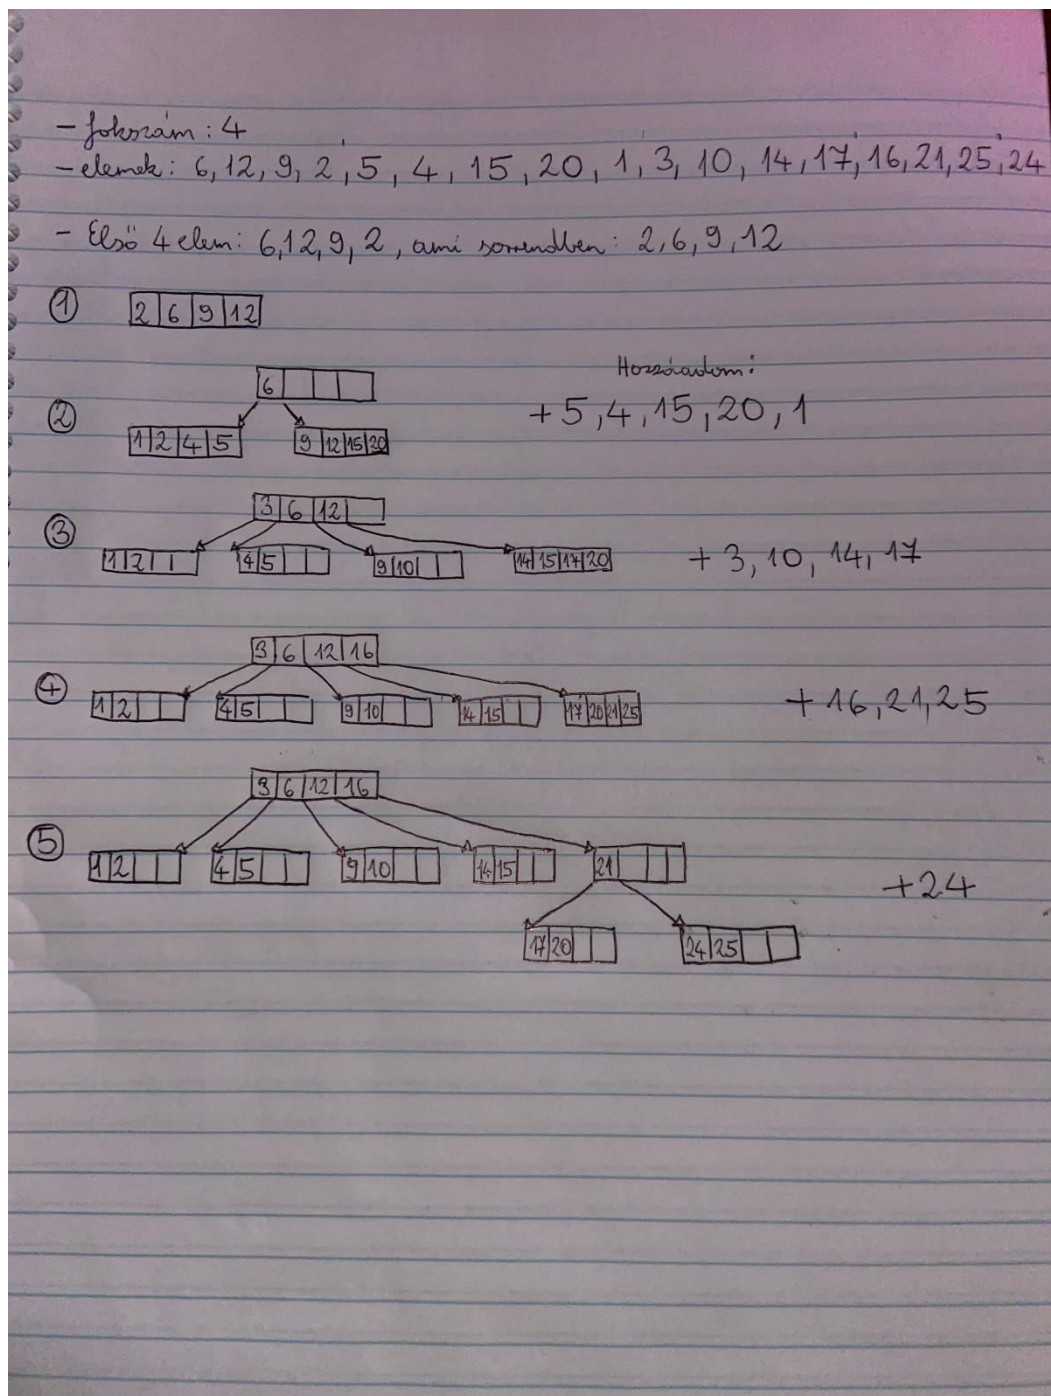 - fokszám: 4
- elemek: 6, 12, 9, 2, 5, 4, 15, 20, 1, 3, 10, 14, 17, 16, 21, 25, 24
- Első 4 elem: 6,12,9,2, ami sorrendben: 2,6,9,12
① 2 6 9 12
Hozzáadom:
6
② + 5, 4, 15, 20, 1
1 2 4 5 9 12 15 20
3 6 12
③
1 2 4 5 9 10 14 15 17 20 + 3, 10, 14, 17
3 6 12 16
④
1 2 4 5 9 10 14 15 17 20 21 25 + 16, 21, 25
3 6 12 16
⑤
1 2 4 5 9 10 14 15 21 + 24
17 20 24 25